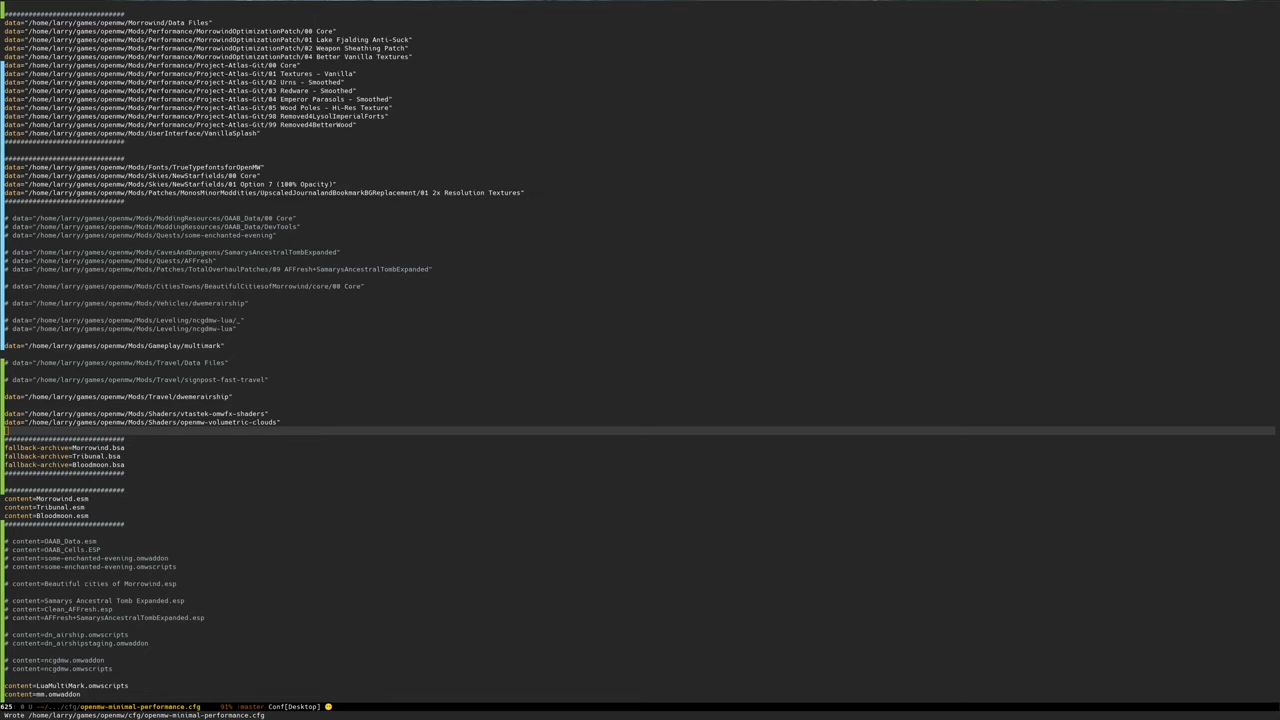 ##############################
data="/home/larry/games/openmw/Morrowind/Data Files"
data="/home/larry/games/openmw/Mods/Performance/MorrowindOptimizationPatch/00 Core"
data="/home/larry/games/openmw/Mods/Performance/MorrowindOptimizationPatch/01 Lake Fjalding Anti-Suck"
data="/home/larry/games/openmw/Mods/Performance/MorrowindOptimizationPatch/02 Weapon Sheathing Patch"
data="/home/larry/games/openmw/Mods/Performance/MorrowindOptimizationPatch/04 Better Vanilla Textures"
data="/home/larry/games/openmw/Mods/Performance/Project-Atlas-Git/00 Core"
data="/home/larry/games/openmw/Mods/Performance/Project-Atlas-Git/01 Textures - Vanilla"
data="/home/larry/games/openmw/Mods/Performance/Project-Atlas-Git/02 Urns - Smoothed"
data="/home/larry/games/openmw/Mods/Performance/Project-Atlas-Git/03 Redware - Smoothed"
data="/home/larry/games/openmw/Mods/Performance/Project-Atlas-Git/04 Emperor Parasols - Smoothed"
data="/home/larry/games/openmw/Mods/Performance/Project-Atlas-Git/05 Wood Poles - Hi-Res Texture"
data="/home/larry/games/openmw/Mods/Performance/Project-Atlas-Git/98 Removed4LysolImperialForts"
data="/home/larry/games/openmw/Mods/Performance/Project-Atlas-Git/99 Removed4BetterWood"
data="/home/larry/games/openmw/Mods/UserInterface/VanillaSplash"
##############################
##############################
data="/home/larry/games/openmw/Mods/Fonts/TrueTypefontsforOpenMW"
data="/home/larry/games/openmw/Mods/Skies/NewStarfields/00 Core"
data="/home/larry/games/openmw/Mods/Skies/NewStarfields/01 Option 7 (100% Opacity)"
data="/home/larry/games/openmw/Mods/Patches/MonosMinorModdities/UpscaledJournalandBookmarkBGReplacement/01 2x Resolution Textures"
##############################
# data="/home/larry/games/openmw/Mods/ModdingResources/OAAB_Data/00 Core"
# data="/home/larry/games/openmw/Mods/ModdingResources/OAAB_Data/DevTools"
# data="/home/larry/games/openmw/Mods/Quests/some-enchanted-evening"
# data="/home/larry/games/openmw/Mods/CavesAndDungeons/SamarysAncestralTombExpanded"
# data="/home/larry/games/openmw/Mods/Quests/AFFresh"
# data="/home/larry/games/openmw/Mods/Patches/TotalOverhaulPatches/09 AFFresh+SamarysAncestralTombExpanded"
# data="/home/larry/games/openmw/Mods/CitiesTowns/BeautifulCitiesofMorrowind/core/00 Core"
# data="/home/larry/games/openmw/Mods/Vehicles/dwemerairship"
# data="/home/larry/games/openmw/Mods/Leveling/ncgdmw-lua/_"
# data="/home/larry/games/openmw/Mods/Leveling/ncgdmw-lua"
data="/home/larry/games/openmw/Mods/Gameplay/multimark"
# data="/home/larry/games/openmw/Mods/Travel/Data Files"
# data="/home/larry/games/openmw/Mods/Travel/signpost-fast-travel"
data="/home/larry/games/openmw/Mods/Travel/dwemerairship"
data="/home/larry/games/openmw/Mods/Shaders/vtastek-omwfx-shaders"
data="/home/larry/games/openmw/Mods/Shaders/openmw-volumetric-clouds"
##############################
fallback-archive=Morrowind.bsa
fallback-archive=Tribunal.bsa
fallback-archive=Bloodmoon.bsa
##############################
##############################
content=Morrowind.esm
content=Tribunal.esm
content=Bloodmoon.esm
##############################
# content=OAAB_Data.esm
# content=OAAB_Cells.ESP
# content=some-enchanted-evening.omwaddon
# content=some-enchanted-evening.omwscripts
# content=Beautiful cities of Morrowind.esp
# content=Samarys Ancestral Tomb Expanded.esp
# content=Clean_AFFresh.esp
# content=AFFresh+SamarysAncestralTombExpanded.esp
# content=dn_airship.omwscripts
# content=dn_airshipstaging.omwaddon
# content=ncgdmw.omwaddon
# content=ncgdmw.omwscripts
content=LuaMultiMark.omwscripts
content=mm.omwaddon
625: 0 U ~~/.../cfg/openmw-minimal-performance.cfg 91% :master Conf[Desktop]
Wrote /home/larry/games/openmw/cfg/openmw-minimal-performance.cfg